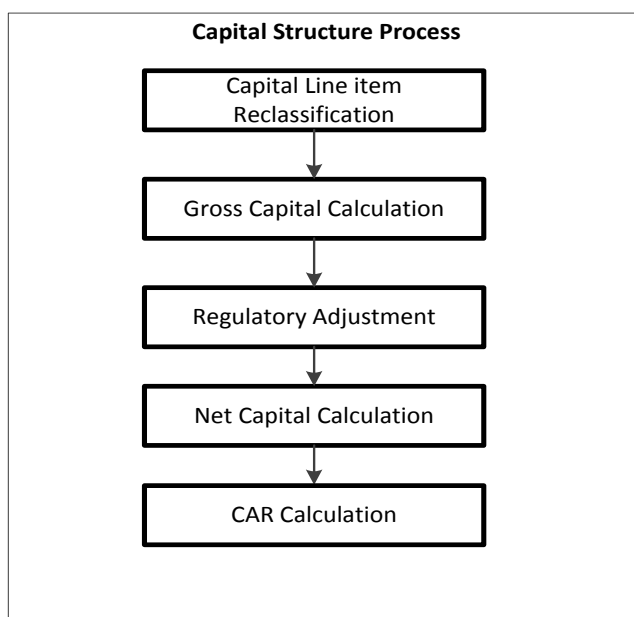 Capital Structure Process
Capital Line item
Reclassification
Gross Capital Calculation
Regulatory Adjustment
Net Capital Calculation
CAR Calculation